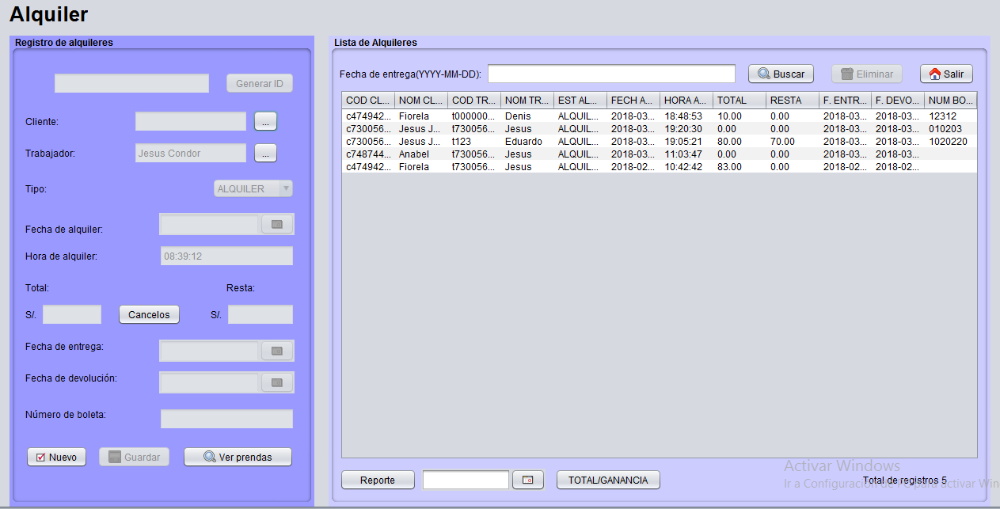 Alquiler
Registro de alquileres
Generar ID
Cliente:
...
Trabajador:
Jesus Condor
...
Tipo:
ALQUILER
Fecha de alquiler:
Hora de alquiler:
08:39:12
Total:
Resta:
S/.
Cancelos
S/.
Fecha de entrega:
Fecha de devolución:
Número de boleta:
Nuevo
Guardar
Ver prendas
Lista de Alquileres
Fecha de entrega(YYYY-MM-DD):
Buscar
Eliminar
Salir
COD CL... NOM CL... COD TR... NOM TR... EST AL... FECH A... HORA A... TOTAL RESTA F. ENTR... F. DEVO... NUM BO...
c474942... Fiorela t000000... Denis ALQUIL... 2018-03... 18:48:53 10.00 0.00 2018-03... 2018-03... 12312
c730056... Jesus J... t730056... Jesus ALQUIL... 2018-03... 19:20:30 0.00 0.00 2018-03... 2018-03... 010203
c730056... Jesus J... t123 Eduardo ALQUIL... 2018-03... 19:05:21 80.00 70.00 2018-03... 2018-03... 1020220
c748744... Anabel t730056... Jesus ALQUIL... 2018-03... 11:03:47 0.00 0.00 2018-03... 2018-03...
c474942... Fiorela t730056... Jesus ALQUIL... 2018-02... 10:42:42 83.00 0.00 2018-02... 2018-02...
Reporte
TOTAL/GANANCIA
Total de registros 5
Activar Windows
Ir a Configuración de PC para activar Win